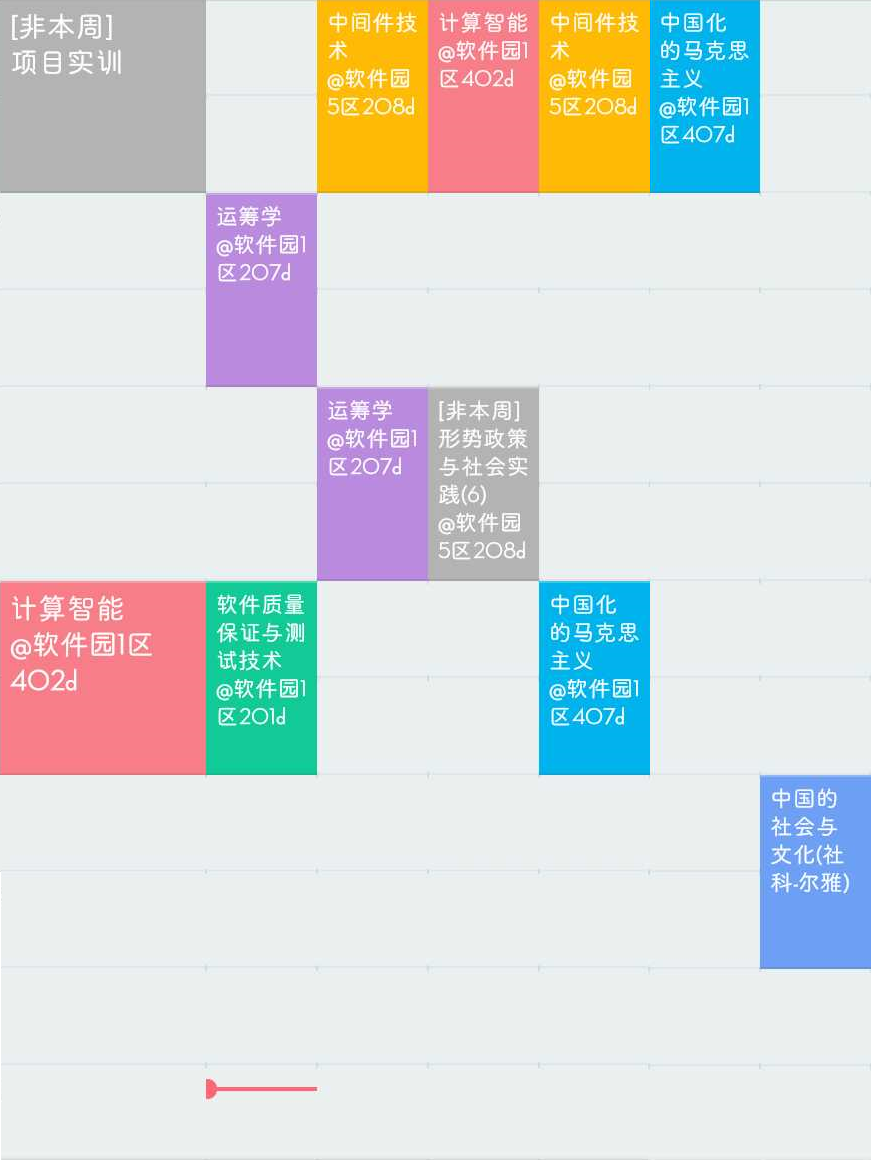 [非本周]
项目实训
中间件技
术
@软件园
5区208d
计算智能
@软件园1
区402d
中间件技
术
@软件园
5区208d
中国化
的马克思
主义
@软件园1
区407d
运筹学
@软件园1
区207d
运筹学
@软件园1
区207d
[非本周]
形势政策
与社会实
践(6)
@软件园
5区208d
计算智能
@软件园1区
402d
软件质量
保证与测
试技术
@软件园1
区201d
中国化
的马克思
主义
@软件园1
区407d
中国的
社会与
文化(社
科-尔雅)